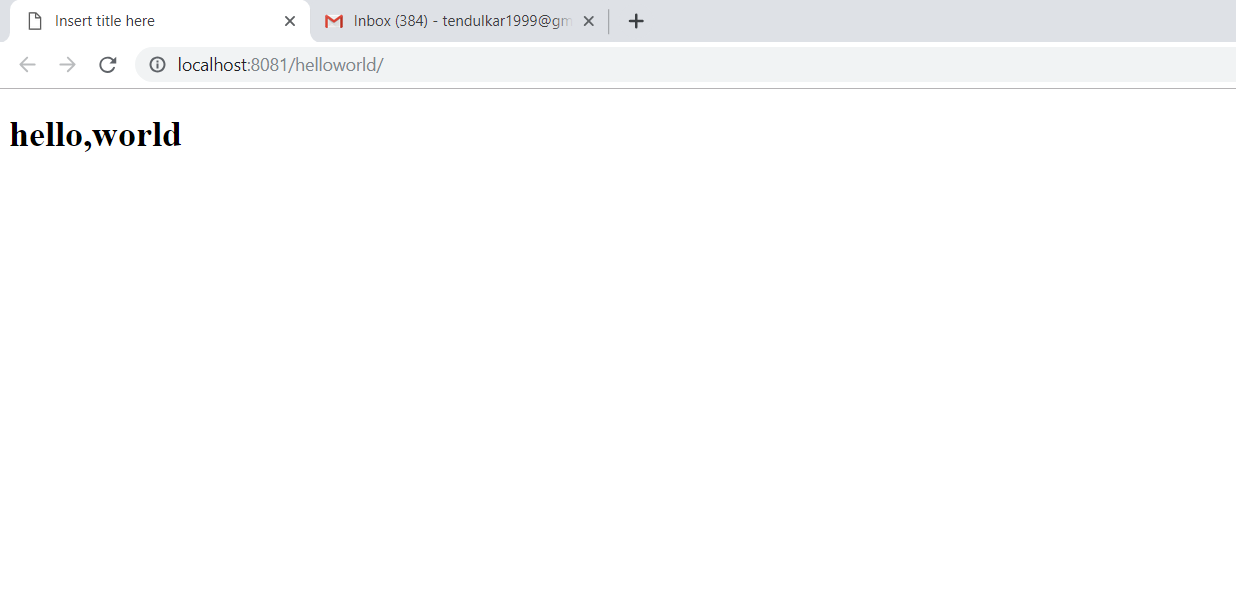 Insert title here
Inbox (384) - tendulkar1999@gm
localhost:8081/helloworld/
hello,world